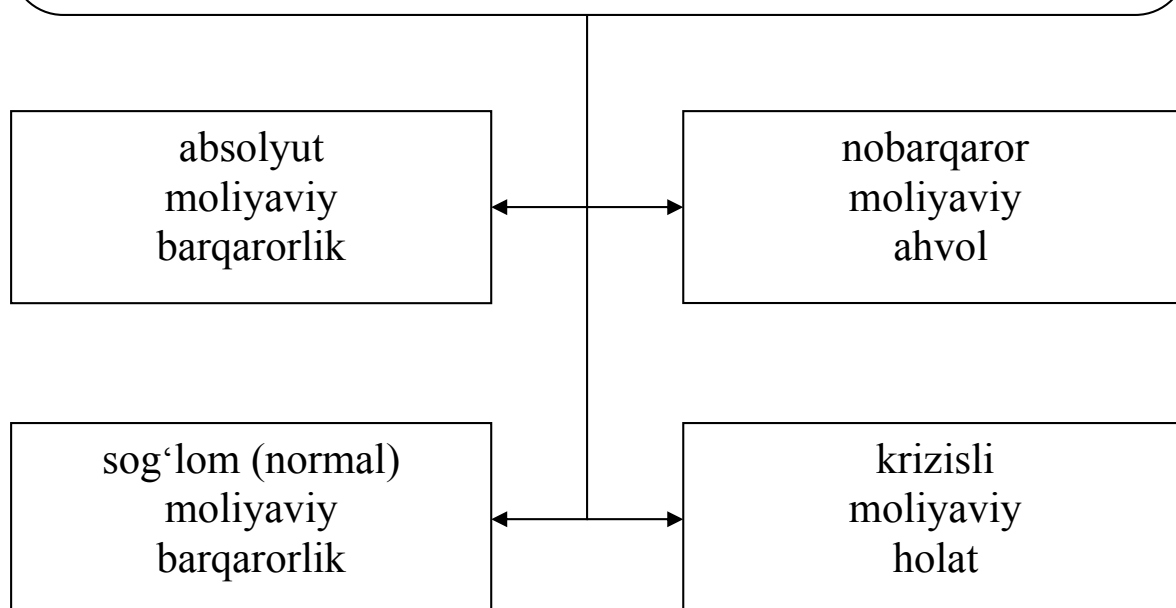 absolyut
moliyaviy
barqarorlik
nobarqaror
moliyaviy
ahvol
sog‘lom (normal)
moliyaviy
barqarorlik
krizisli
moliyaviy
holat